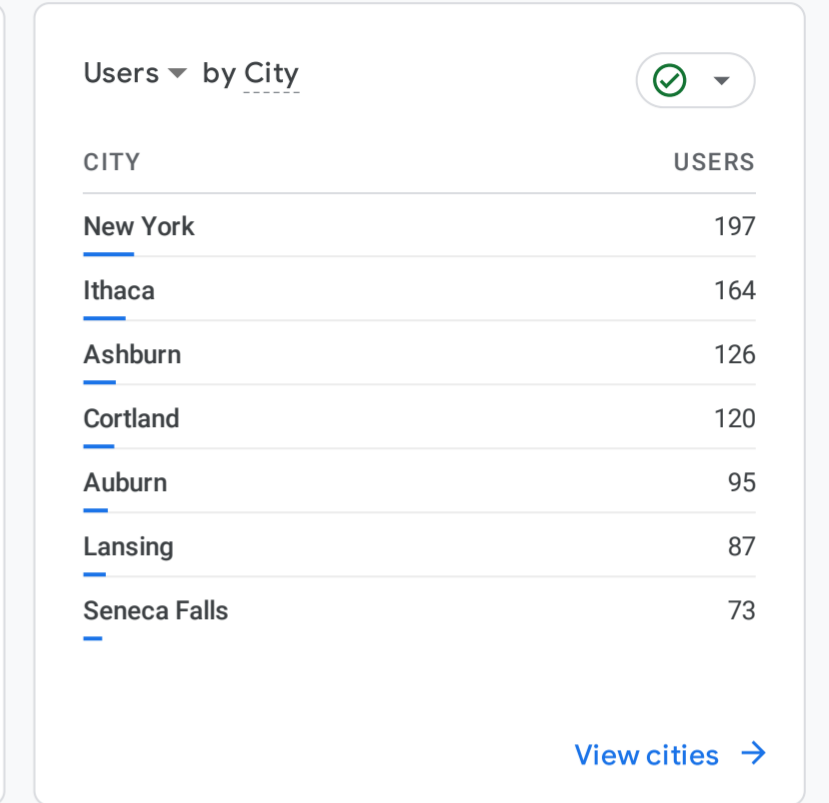 Users by City
CITY USERS
New York 197
Ithaca 164
Ashburn 126
Cortland 120
Auburn 95
Lansing 87
Seneca Falls 73
View cities